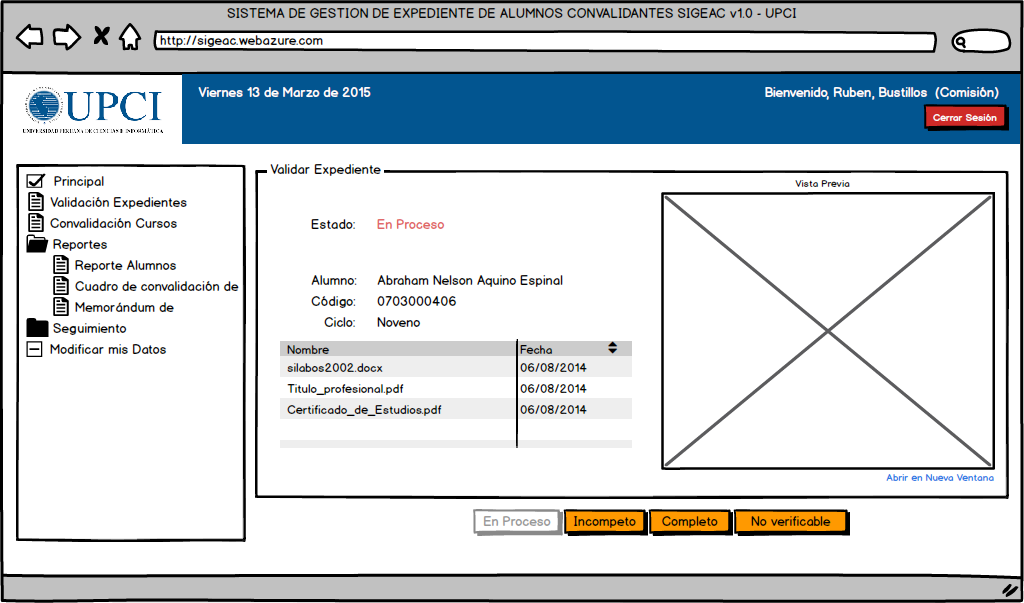 SISTEMA DE GESTION DE EXPEDIENTE DE ALUMNOS CONVALIDANTES SIGEAC v1.0 - UPCI
http://sigeac.webazure.com
UPCI
UNIVERSIDAD PERUANA DE CIENCIAS E INFORMÁTICA
Viernes 13 de Marzo de 2015
Bienvenido, Ruben, Bustillos (Comisión)
Cerrar Sesión
Principal
Validación Expedientes
Convalidación Cursos
Reportes
Reporte Alumnos
Cuadro de convalidación de
Memorándum de
Seguimiento
Modificar mis Datos
Validar Expediente
Estado: En Proceso
Alumno: Abraham Nelson Aquino Espinal
Código: 0703000406
Ciclo: Noveno
Nombre Fecha
silabos2002.docx 06/08/2014
Titulo_profesional.pdf 06/08/2014
Certificado_de_Estudios.pdf 06/08/2014
Vista Previa
Abrir en Nueva Ventana
En Proceso Incompeto Completo No verificable